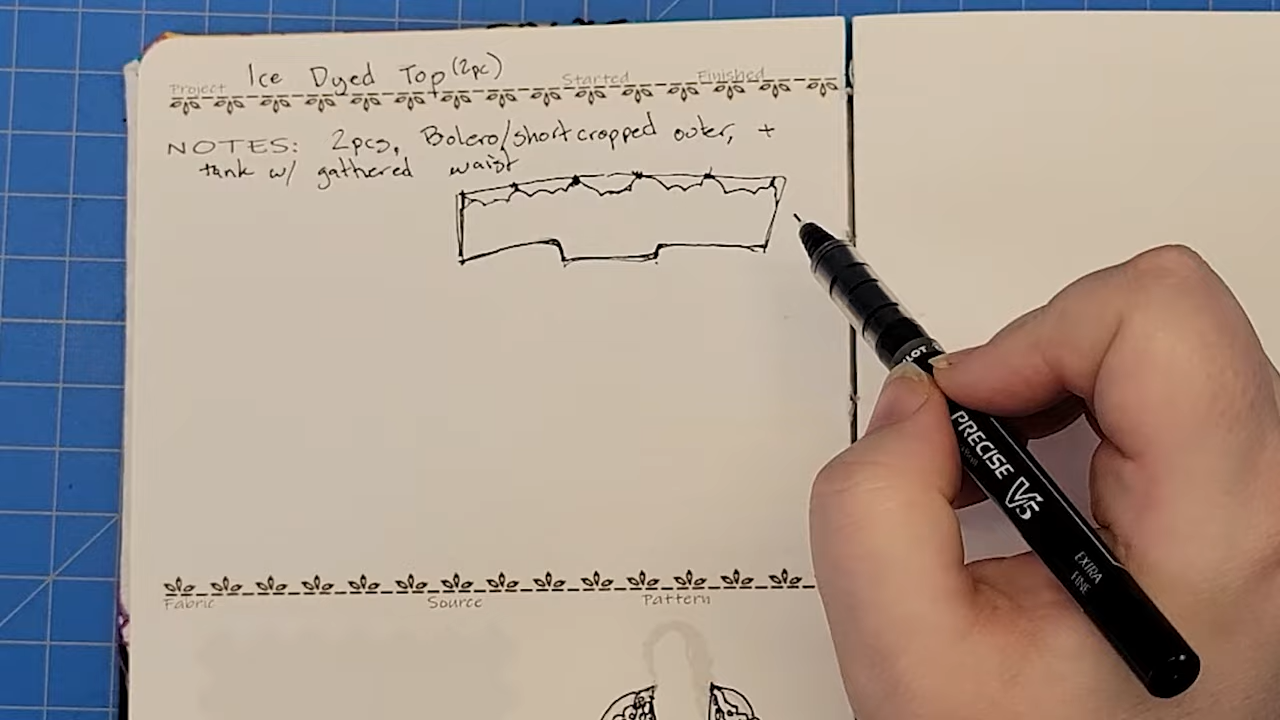 Project Ice Dyed Top (2pc) Started Finished
NOTES: 2pcs, Bolero/short cropped outer, +
tank w/ gathered waist
Fabric Source Pattern
PILOT
PRECISE V5
EXTRA
FINE